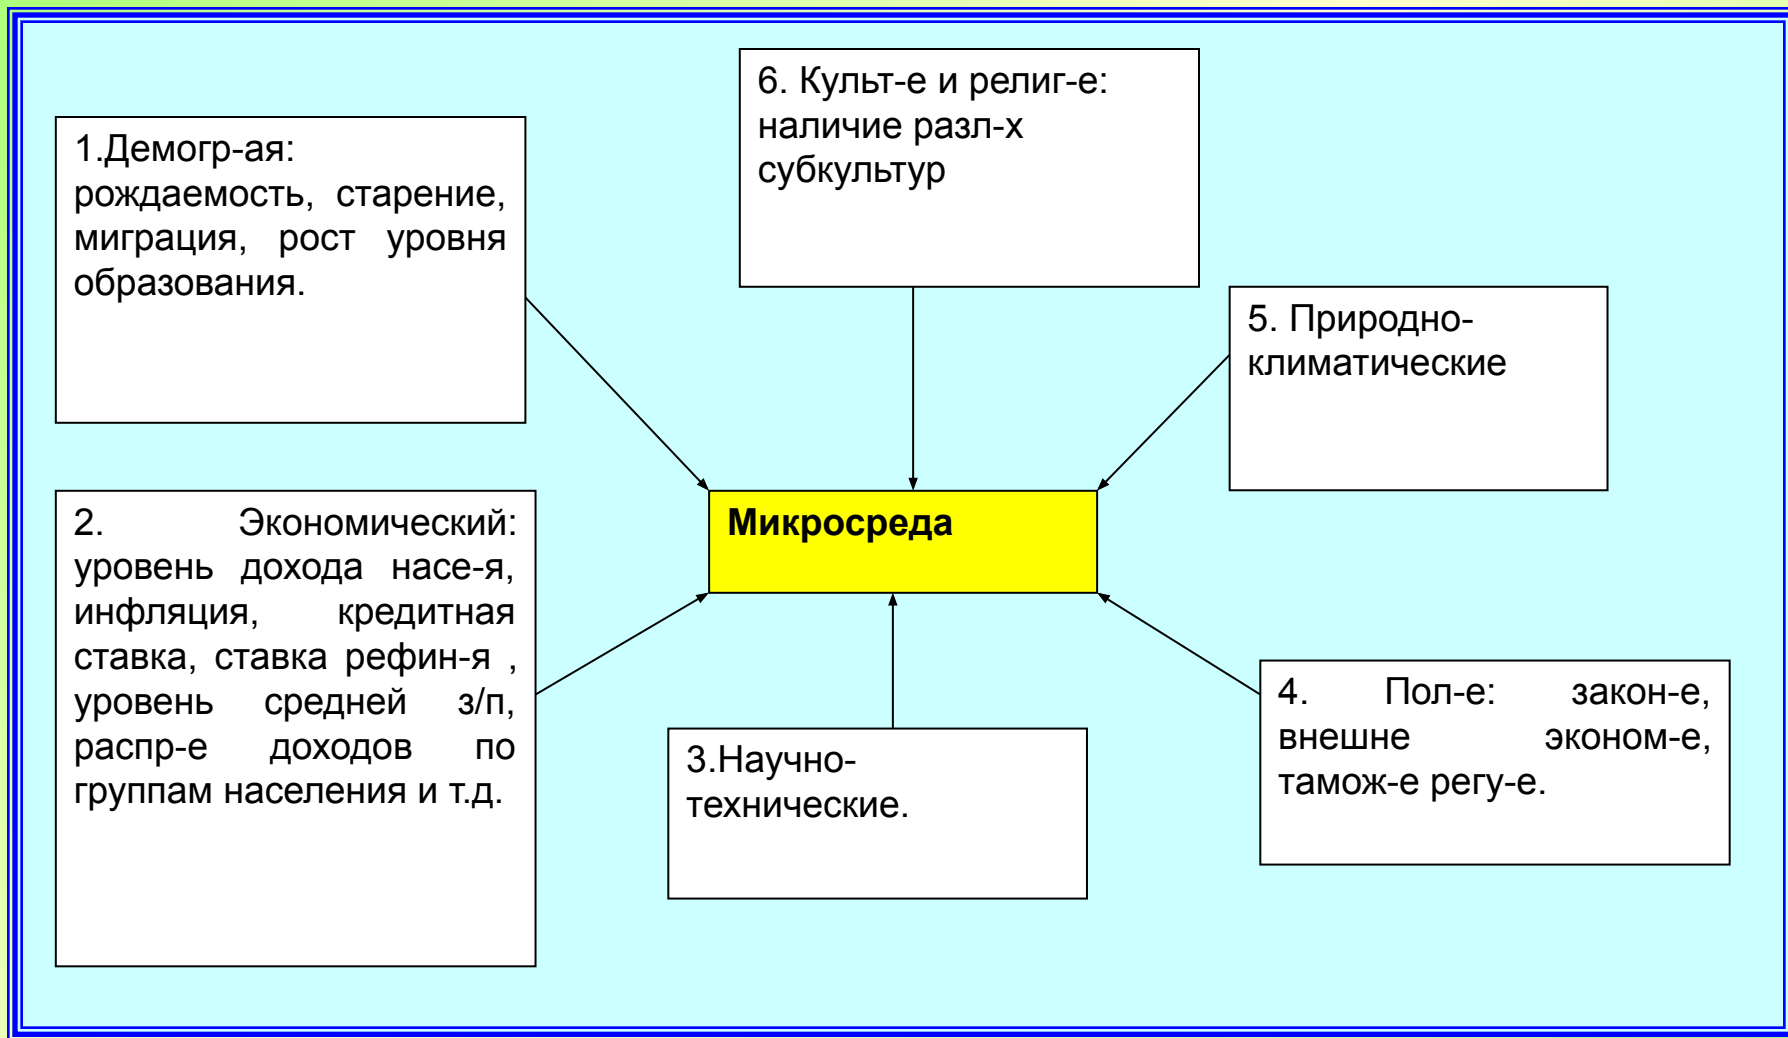 1.Демогр-ая:
рождаемость, старение,
миграция, рост уровня
образования.
2. Экономический:
уровень дохода насе-я,
инфляция, кредитная
ставка, ставка рефин-я ,
уровень средней з/п,
распр-е доходов по
группам населения и т.д.
6. Культ-е и религ-е:
наличие разл-х
субкультур
Микросреда
3.Научно-
технические.
5. Природно-
климатические
4. Пол-е: закон-е,
внешне эконом-е,
тамож-е регу-е.